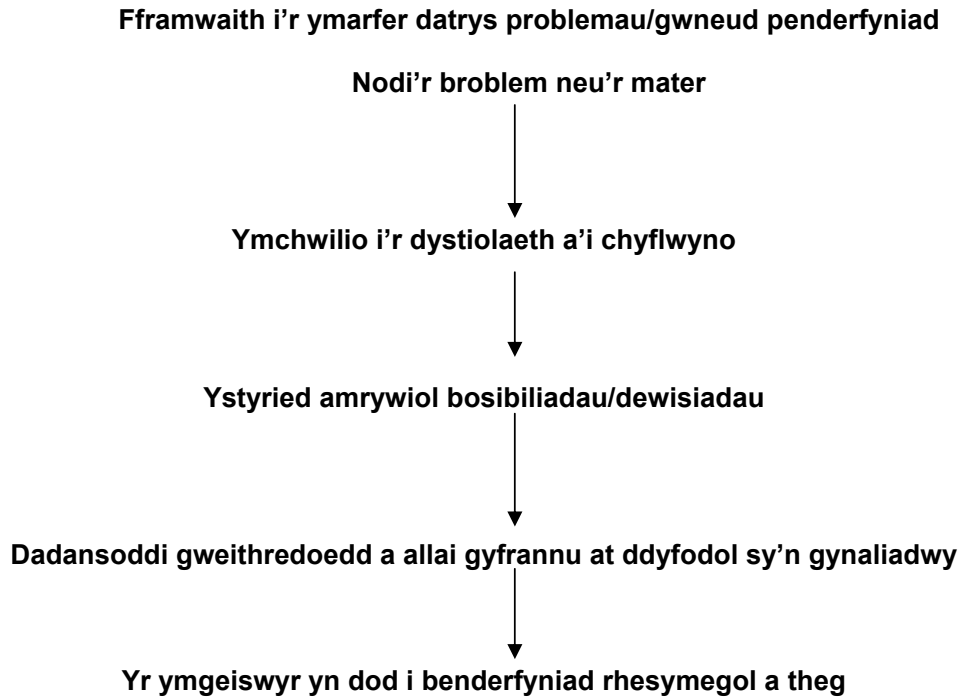 Fframwaith i’r ymarfer datrys problemau/gwneud penderfyniad
Nodi’r broblem neu’r mater
Ymchwilio i’r dystiolaeth a’i chyflwyno
Ystyried amrywiol bosibiliadau/dewisiadau
Dadansoddi gweithredoedd a allai gyfrannu at ddyfodol sy’n gynaliadwy
Yr ymgeiswyr yn dod i benderfyniad rhesymegol a theg